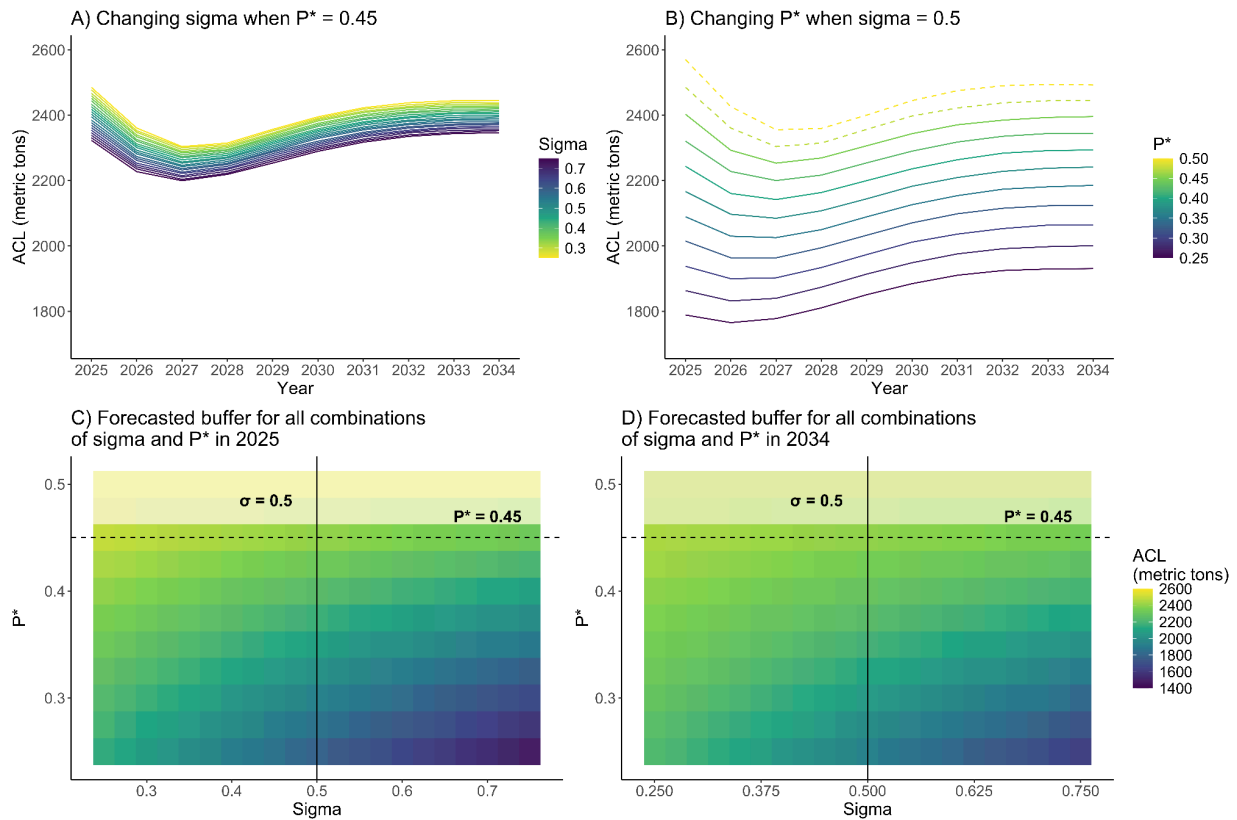 A) Changing sigma when P* = 0.45
2600
2400
2200
2000
1800
ACL (metric tons)
2025 2026 2027 2028 2029 2030 2031 2032 2033 2034
Year
Sigma
0.7
0.6
0.5
0.4
0.3
B) Changing P* when sigma = 0.5
2600
2400
2200
2000
1800
ACL (metric tons)
2025 2026 2027 2028 2029 2030 2031 2032 2033 2034
Year
P*
0.50
0.45
0.40
0.35
0.30
0.25
C) Forecasted buffer for all combinations
of sigma and P* in 2025
0.5
0.4
0.3
P*
σ = 0.5
P* = 0.45
0.3 0.4 0.5 0.6 0.7
Sigma
D) Forecasted buffer for all combinations
of sigma and P* in 2034
0.5
0.4
0.3
P*
σ = 0.5
P* = 0.45
0.250 0.375 0.500 0.625 0.750
Sigma
ACL
(metric tons)
2600
2400
2200
2000
1800
1600
1400